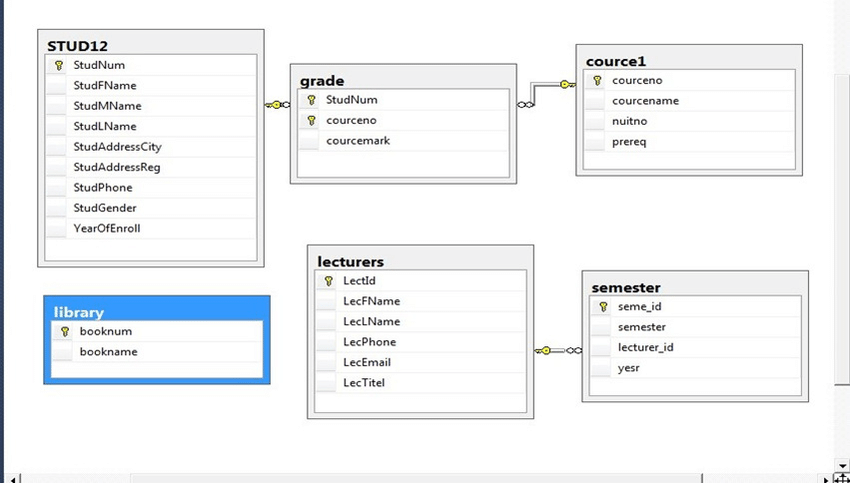 STUD12
StudNum
StudFName
StudMName
StudLName
StudAddressCity
StudAddressReg
StudPhone
StudGender
YearOfEnroll
grade
StudNum
courceno
courcemark
cource1
courceno
courcename
nuitno
prereq
library
booknum
bookname
lecturers
LectId
LecFName
LecLName
LecPhone
LecEmail
LecTitel
semester
seme_id
semester
lecturer_id
yesr